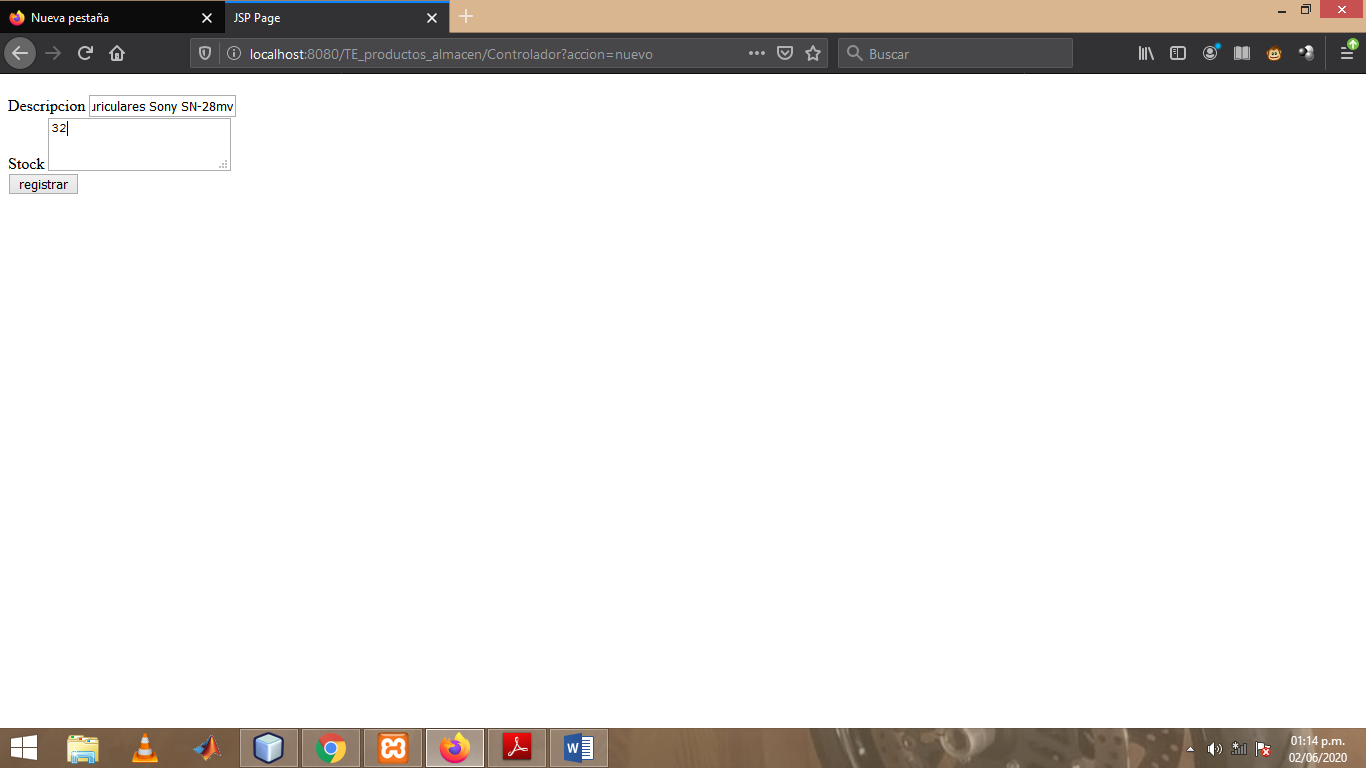 Nueva pestaña
JSP Page
localhost:8080/TE_productos_almacen/Controlador?accion=nuevo
Buscar
Descripcion
Sony SN-28mv
32
Stock
registrar
01:14 p.m.
02/06/2020